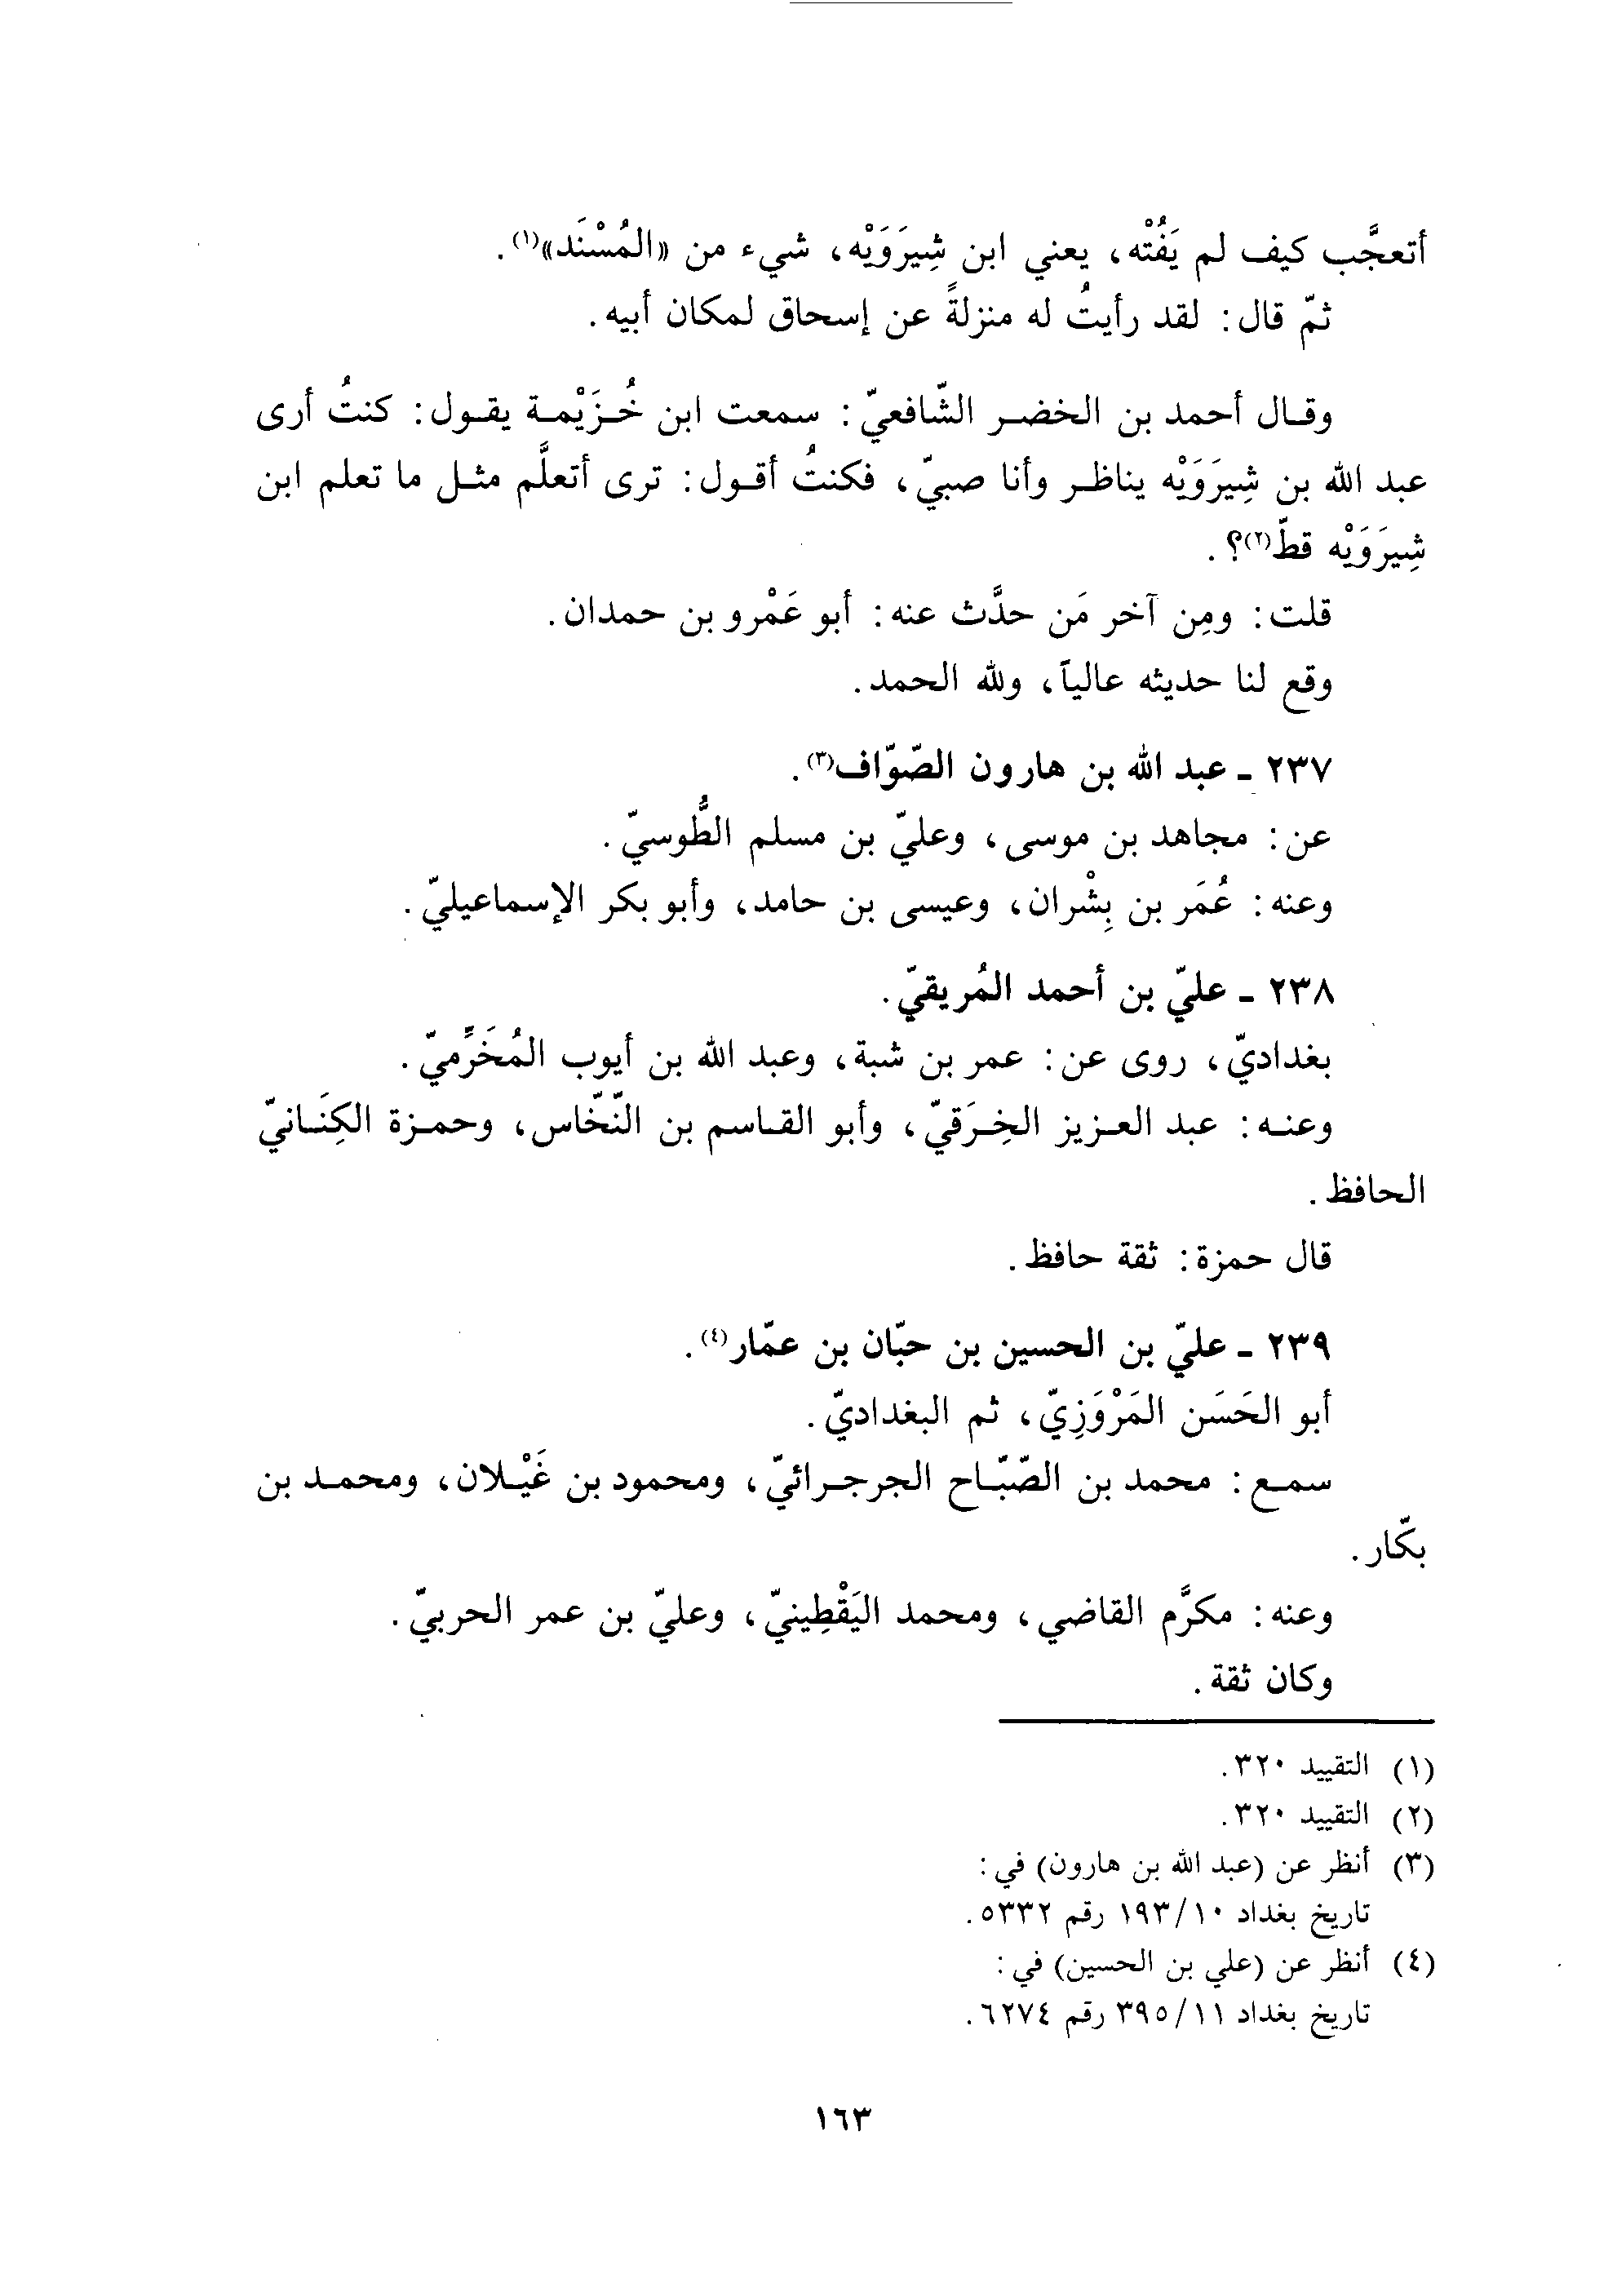 أتعجَّب كيف لم يَفُتْه، يعني ابن شِيرَوَيْه، شيء من «المُسْنَد»(١).
ثمّ قال: لقد رأيتُ له منزلةً عن إسحاق لمكان أبيه.
وقال أحمد بن الخضر الشّافعيّ: سمعت ابن خُزَيْمة يقول: كنتُ أرى
عبد الله بن شِيرَوَيْه يناظر وأنا صبيّ، فكنتُ أقول: ترى أتعلَّم مثل ما تعلم ابن
شِيرَوَيْه قطّ(٢)؟.
قلت: ومِن آخر مَن حدَّث عنه: أبو عَمْرو بن حمدان.
وقع لنا حديثه عالياً، ولله الحمد.
٢٣٧ ـ عبد الله بن هارون الصّوّاف(٣).
عن: مجاهد بن موسى، وعليّ بن مسلم الطُّوسيّ.
وعنه: عُمَر بن بِشْران، وعيسى بن حامد، وأبو بكر الإسماعيليّ.
٢٣٨ ـ عليّ بن أحمد المُريقيّ.
بغداديّ، روى عن: عمر بن شبة، وعبد الله بن أيوب المُخَرِّميّ.
وعنه: عبد العزيز الخِرَقيّ، وأبو القاسم بن النّخّاس، وحمزة الكِنَانيّ
الحافظ.
قال حمزة: ثقة حافظ.
٢٣٩ ـ عليّ بن الحسين بن حبّان بن عمّار(٤).
أبو الحَسَن المَرْوَزِيّ، ثم البغداديّ.
سمع: محمد بن الصّبّاح الجرجرائيّ، ومحمود بن غَيْلان، ومحمد بن
بكّار.
وعنه: مكرَّم القاضي، ومحمد اليَقْطِينيّ، وعليّ بن عمر الحربيّ.
وكان ثقة.
(١) التقييد ٣٢٠.
(٢) التقييد ٣٢٠.
(٣) أنظر عن (عبد الله بن هارون) في:
تاريخ بغداد ١٩٣/١٠ رقم ٥٣٣٢.
(٤) أنظر عن (علي بن الحسين) في:
تاريخ بغداد ٣٩٥/١١ رقم ٦٢٧٤.
١٦٣